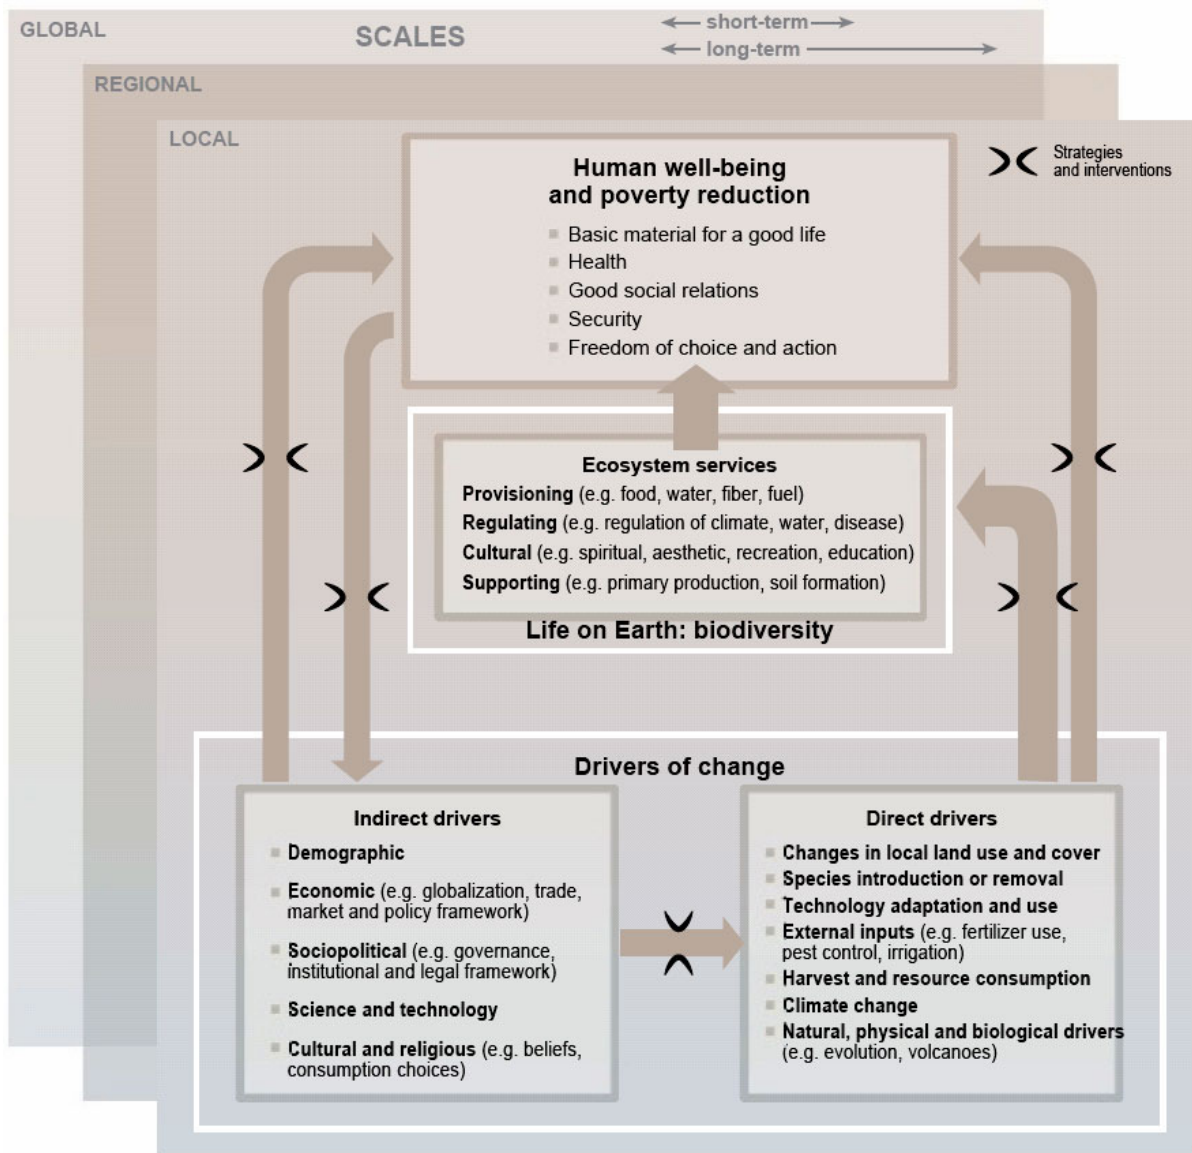 GLOBAL
SCALES
short-term
long-term
REGIONAL
LOCAL
Strategies
and interventions
Human well-being
and poverty reduction
Basic material for a good life
Health
Good social relations
Security
Freedom of choice and action
Ecosystem services
Provisioning (e.g. food, water, fiber, fuel)
Regulating (e.g. regulation of climate, water, disease)
Cultural (e.g. spiritual, aesthetic, recreation, education)
Supporting (e.g. primary production, soil formation)
Life on Earth: biodiversity
Drivers of change
Indirect drivers
Demographic
Economic (e.g. globalization, trade,
market and policy framework)
Sociopolitical (e.g. governance,
institutional and legal framework)
Science and technology
Cultural and religious (e.g. beliefs,
consumption choices)
Direct drivers
Changes in local land use and cover
Species introduction or removal
Technology adaptation and use
External inputs (e.g. fertilizer use,
pest control, irrigation)
Harvest and resource consumption
Climate change
Natural, physical and biological drivers
(e.g. evolution, volcanoes)